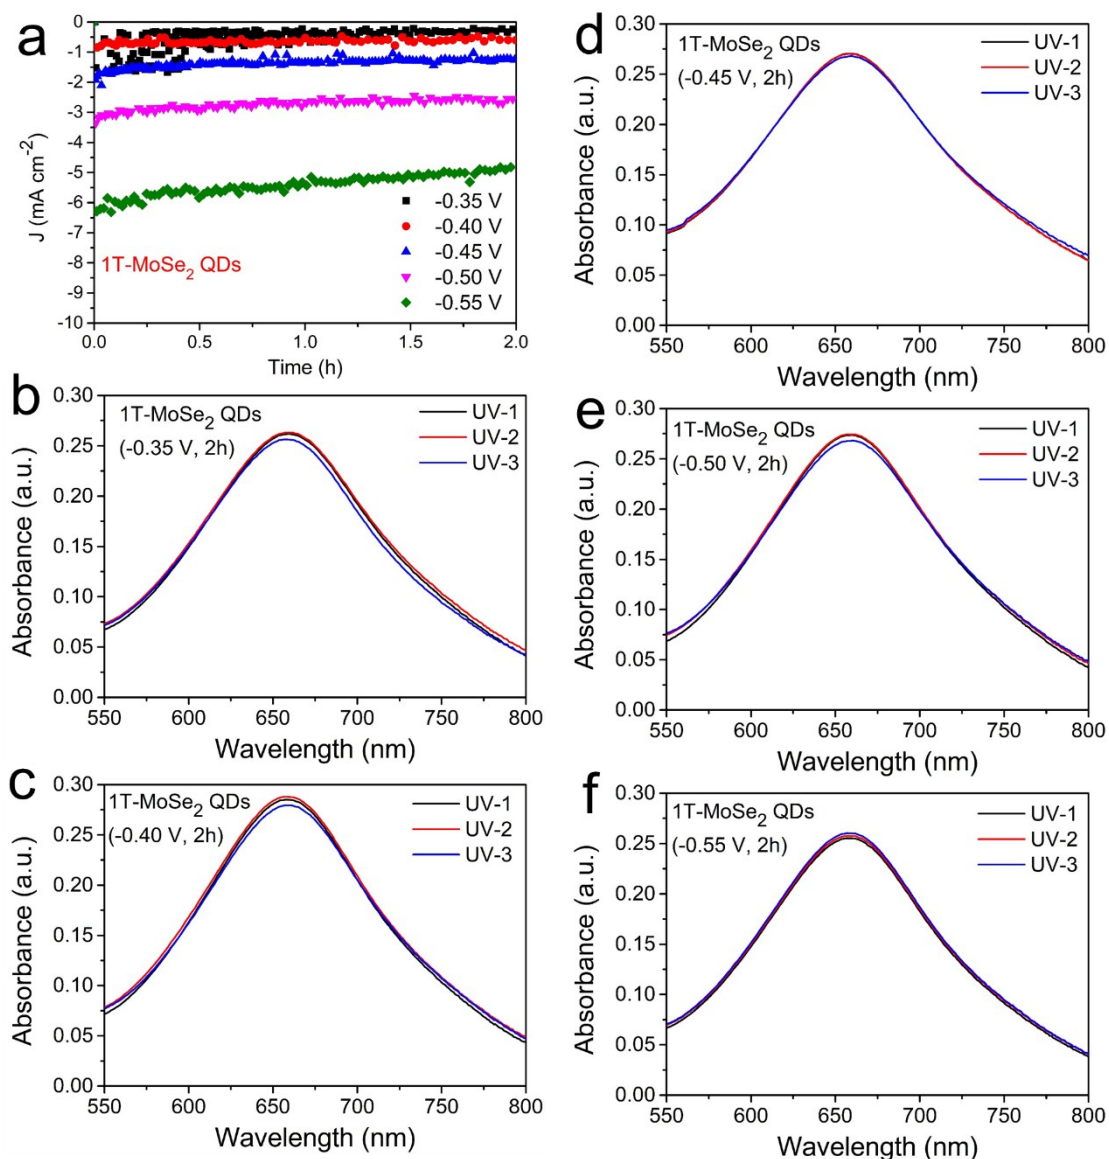 a
0
-1
-2
-3
-4
-5
-6
-7
-8
-9
-10
J (mA cm-2)
0.0 0.5 1.0 1.5 2.0
Time (h)
-0.35 V
-0.40 V
-0.45 V
-0.50 V
-0.55 V
1T-MoSe2 QDs
b
0.30
0.25
0.20
0.15
0.10
0.05
0.00
Absorbance (a.u.)
1T-MoSe2 QDs
(-0.35 V, 2h)
UV-1
UV-2
UV-3
550 600 650 700 750 800
Wavelength (nm)
c
0.30
0.25
0.20
0.15
0.10
0.05
0.00
Absorbance (a.u.)
1T-MoSe2 QDs
(-0.40 V, 2h)
UV-1
UV-2
UV-3
550 600 650 700 750 800
Wavelength (nm)
d
0.30
0.25
0.20
0.15
0.10
0.05
0.00
Absorbance (a.u.)
1T-MoSe2 QDs
(-0.45 V, 2h)
UV-1
UV-2
UV-3
550 600 650 700 750 800
Wavelength (nm)
e
0.30
0.25
0.20
0.15
0.10
0.05
0.00
Absorbance (a.u.)
1T-MoSe2 QDs
(-0.50 V, 2h)
UV-1
UV-2
UV-3
550 600 650 700 750 800
Wavelength (nm)
f
0.30
0.25
0.20
0.15
0.10
0.05
0.00
Absorbance (a.u.)
1T-MoSe2 QDs
(-0.55 V, 2h)
UV-1
UV-2
UV-3
550 600 650 700 750 800
Wavelength (nm)